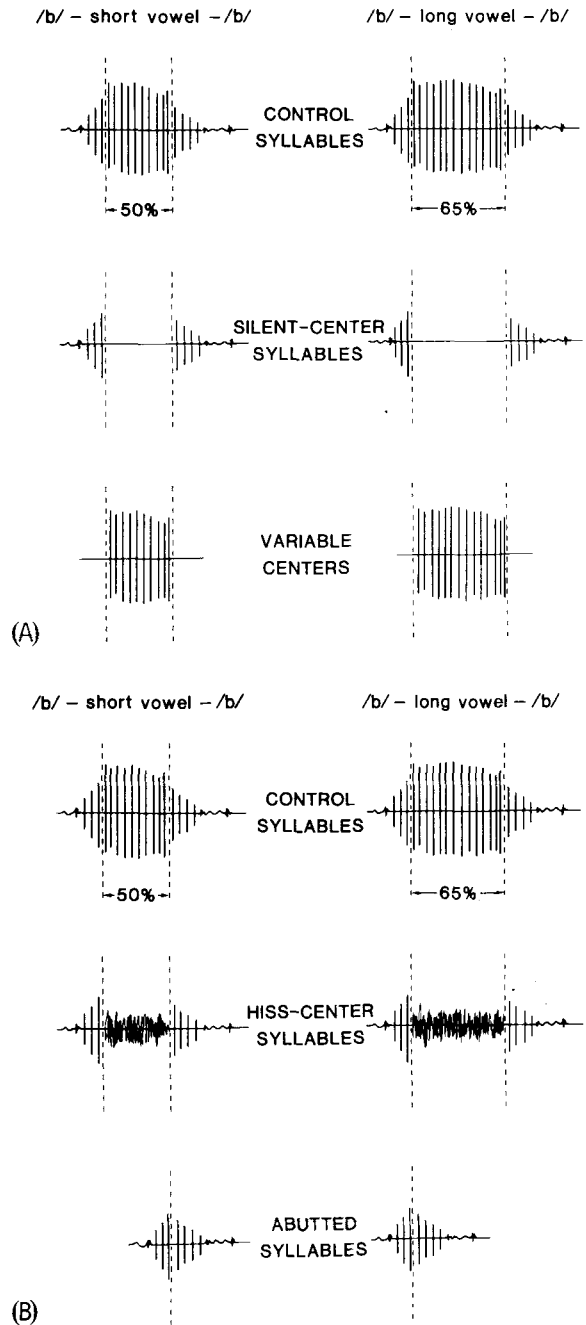 /b/ – short vowel – /b/
/b/ – long vowel – /b/
CONTROL
SYLLABLES
50%
65%
SILENT-CENTER
SYLLABLES
VARIABLE
CENTERS
(A)
/b/ – short vowel – /b/
/b/ – long vowel – /b/
CONTROL
SYLLABLES
50%
65%
HISS-CENTER
SYLLABLES
ABUTTED
SYLLABLES
(B)